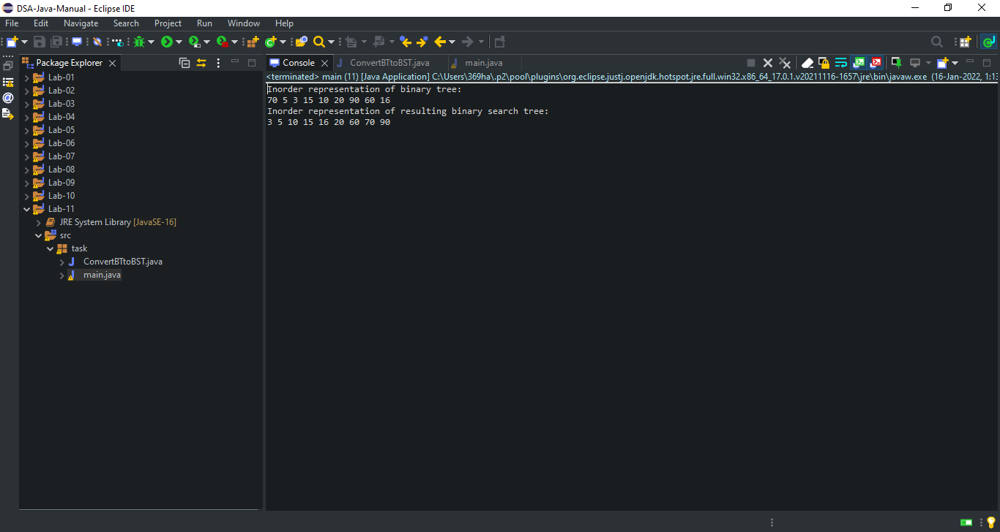 DSA-Java-Manual - Eclipse IDE
File Edit Navigate Search Project Run Window Help
Package Explorer
Lab-01
Lab-02
Lab-03
Lab-04
Lab-05
Lab-06
Lab-07
Lab-08
Lab-09
Lab-10
Lab-11
JRE System Library [JavaSE-16]
src
task
ConvertBTtoBST.java
main.java
Console ConvertBTtoBST.java main.java
<terminated> main (11) [Java Application] C:\Users\369ha\.p2\pool\plugins\org.eclipse.justj.openjdk.hotspot.jre.full.win32.x86_64_17.0.1.v20211116-1657\jre\bin\javaw.exe (16-Jan-2022, 1:13
Inorder representation of binary tree:
70 5 3 15 10 20 90 60 16
Inorder representation of resulting binary search tree:
3 5 10 15 16 20 60 70 90